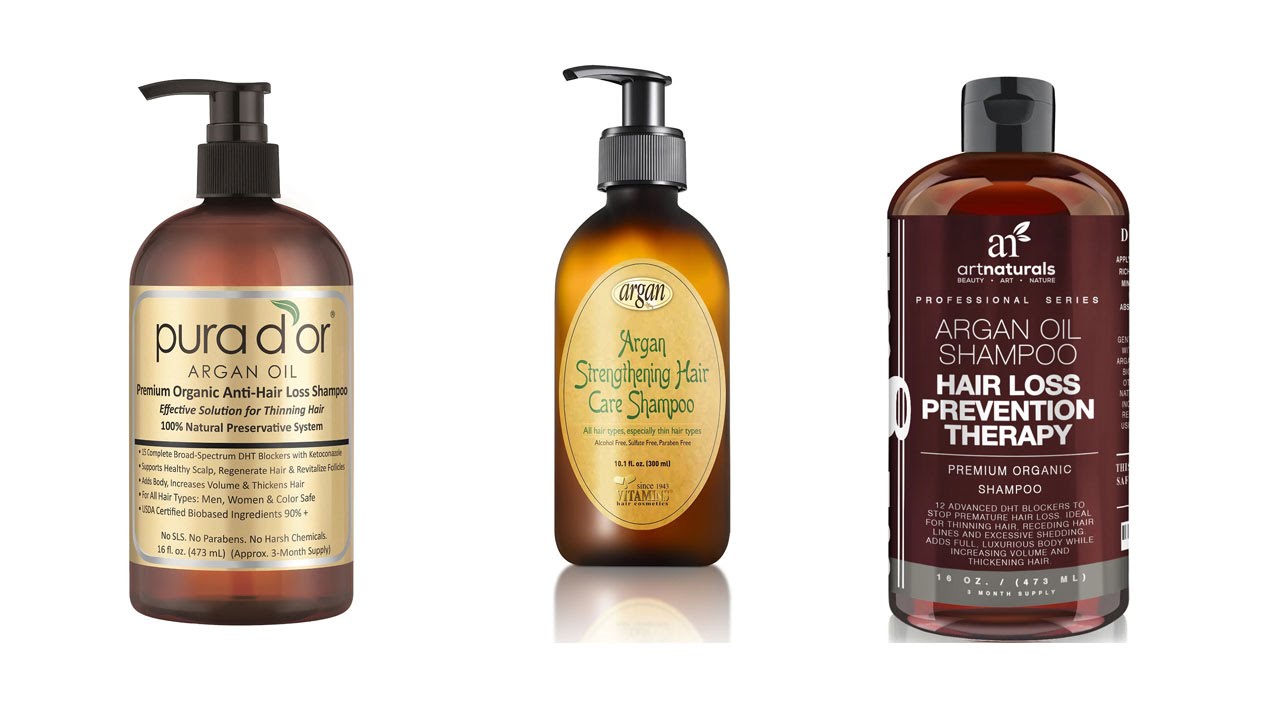 pura d'or®
ARGAN OIL
Premium Organic Anti-Hair Loss Shampoo
Effective Solution for Thinning Hair
100% Natural Preservative System
• 15 Complete Broad-Spectrum DHT Blockers with Ketoconazole
• Supports Healthy Scalp, Regenerate Hair & Revitalize Follicles
• Adds Body, Increases Volume & Thickens Hair
• For All Hair Types: Men, Women & Color Safe
• USDA Certified Biobased Ingredients 90% +
No SLS. No Parabens. No Harsh Chemicals.
16 fl. oz. (473 mL) (Approx. 3-Month Supply)
argan
Argan
Strengthening Hair
Care Shampoo
All hair types, especially thin hair types
Alcohol Free, Sulfate Free, Paraben Free
10.1 fl. oz. (300 ml)
since 1943
VITAMINS
hair cosmetics
an
artnaturals
BEAUTY • ART • NATURE
PROFESSIONAL SERIES
ARGAN OIL
SHAMPOO
HAIR LOSS
PREVENTION
THERAPY
PREMIUM ORGANIC
SHAMPOO
12 ADVANCED DHT BLOCKERS TO
STOP PREMATURE HAIR LOSS. IDEAL
FOR THINNING HAIR, RECEDING HAIR
LINES AND EXCESSIVE SHEDDING.
ADDS FULL, LUXURIOUS BODY WHILE
INCREASING VOLUME AND
THICKENING HAIR.
16 OZ. / (473 ML)
3 MONTH SUPPLY